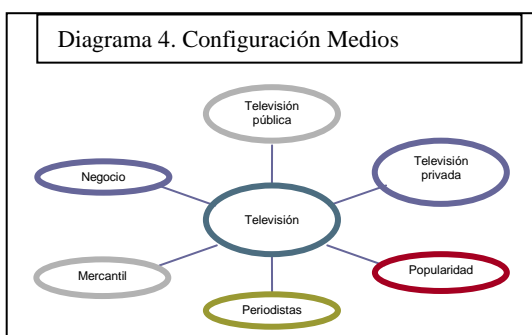 Diagrama 4. Configuración Medios
Televisión
pública
Negocio
Televisión
privada
Televisión
Mercantil
Popularidad
Periodistas